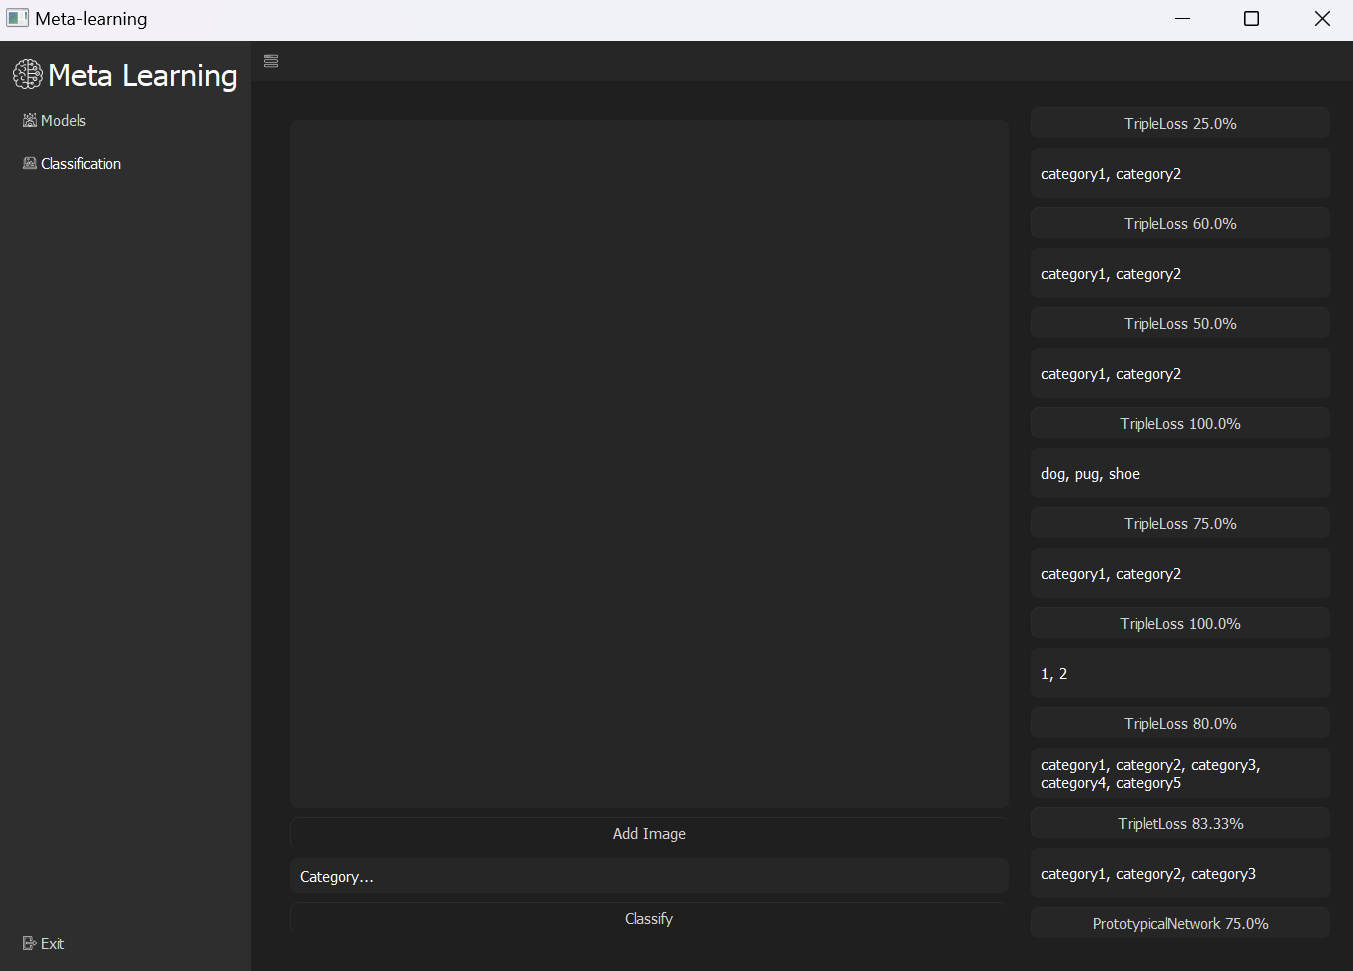 Meta-learning
Meta Learning
Models
Classification
Exit
Add Image
Category...
Classify
TripleLoss 25.0%
category1, category2
TripleLoss 60.0%
category1, category2
TripleLoss 50.0%
category1, category2
TripleLoss 100.0%
dog, pug, shoe
TripleLoss 75.0%
category1, category2
TripleLoss 100.0%
1, 2
TripleLoss 80.0%
category1, category2, category3,
category4, category5
TripletLoss 83.33%
category1, category2, category3
PrototypicalNetwork 75.0%